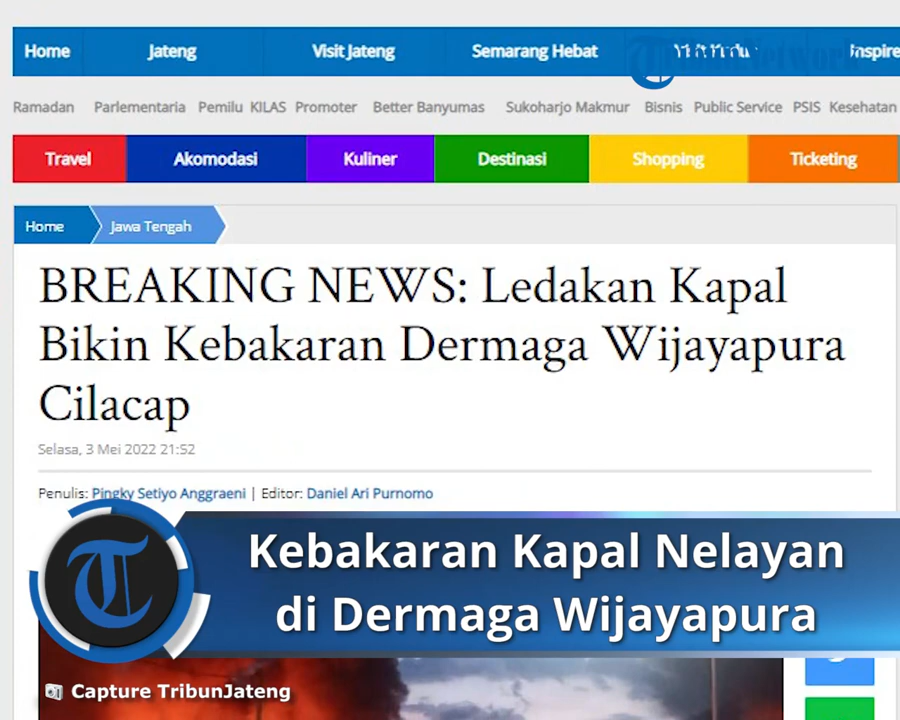 Home Jateng Visit Jateng Semarang Hebat
Ramadan Parlementaria Pemilu KILAS Promoter Better Banyumas Sukoharjo Makmur Bisnis Public Service PSIS Kesehatan
Travel Akomodasi Kuliner Destinasi Shopping Ticketing
Home Jawa Tengah
BREAKING NEWS: Ledakan Kapal
Bikin Kebakaran Dermaga Wijayapura
Cilacap
Selasa, 3 Mei 2022 21:52
Penulis: Pingky Setiyo Anggraeni | Editor: Daniel Ari Purnomo
Kebakaran Kapal Nelayan
di Dermaga Wijayapura
Capture TribunJateng